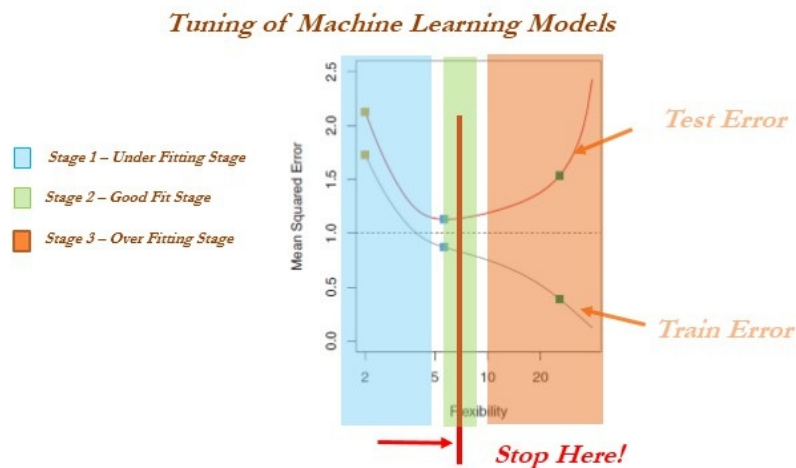 Tuning of Machine Learning Models
Stage 1 – Under Fitting Stage
Stage 2 – Good Fit Stage
Stage 3 – Over Fitting Stage
Mean Squared Error
2.5
2.0
1.5
1.0
0.5
0.0
2
5
10
20
Flexibility
Test Error
Train Error
Stop Here!